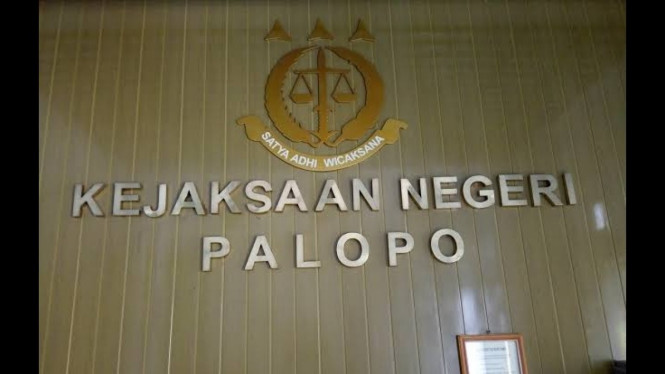 SATYA ADHI WICAKSANA
KEJAKSAAN NEGERI
PALOPO